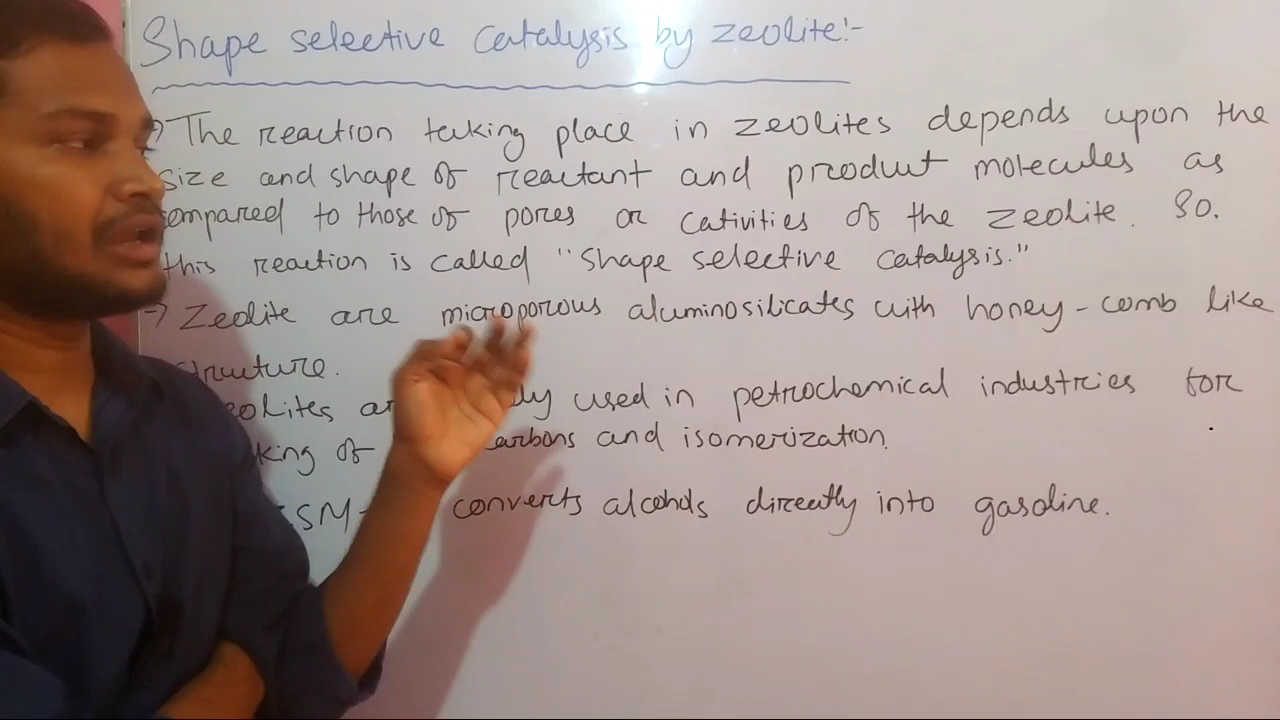 Shape selective catalysis by zeolite:-
→ The reaction taking place in zeolites depends upon the
size and shape of reactant and product molecules as
compared to those of pores or cativities of the zeolite. So.
this reaction is called "shape selective catalysis."
→ Zeolite are microporous aluminosilicates with honey-comb like
structure.
used in petrochemical industries for
and isomerization.
converts alcohols directly into gasoline.